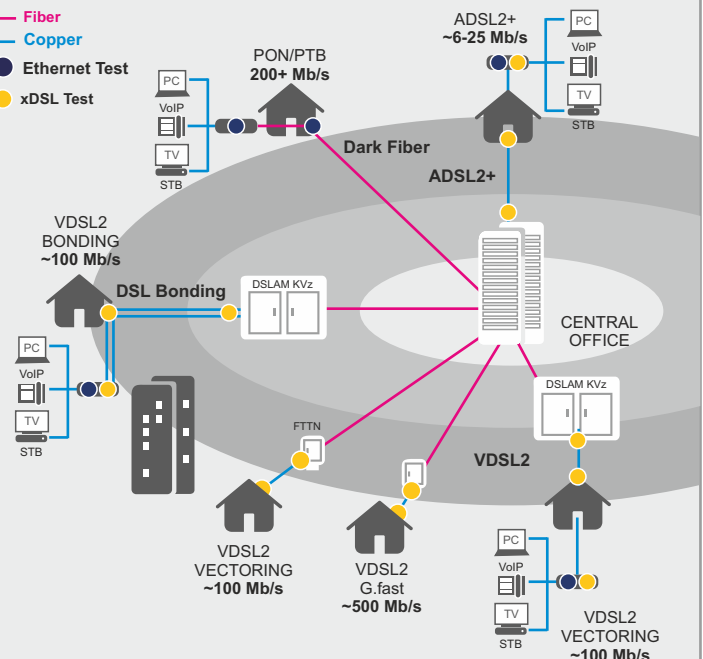 Fiber
Copper
Ethernet Test
xDSL Test
PON/PTB
200+ Mb/s
PC
VoIP
TV
STB
ADSL2+
~6-25 Mb/s
PC
VoIP
TV
STB
Dark Fiber
ADSL2+
VDSL2
BONDING
~100 Mb/s
DSL Bonding
DSLAM KVz
CENTRAL
OFFICE
PC
VoIP
TV
STB
DSLAM KVz
FTTN
VDSL2
VDSL2
VECTORING
~100 Mb/s
VDSL2
G.fast
~500 Mb/s
PC
VoIP
TV
STB
VDSL2
VECTORING
~100 Mb/s